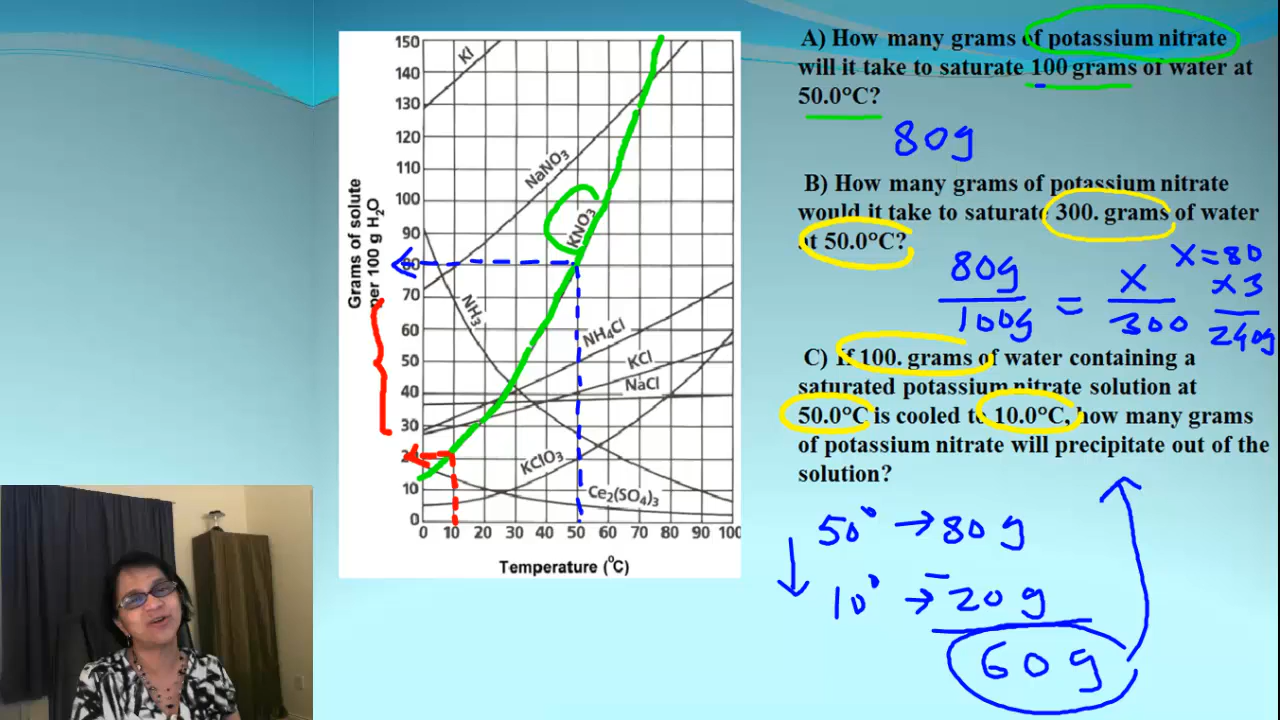 150
140
130
120
110
100
90
80
70
60
50
40
30
20
10
0
Grams of solute
per 100 g H₂O
KI
NaNO₃
KNO₃
NH₃
NH₄Cl
KCl
NaCl
KClO₃
Ce₂(SO₄)₃
0 10 20 30 40 50 60 70 80 90 100
Temperature (°C)
A) How many grams of potassium nitrate
will it take to saturate 100 grams of water at
50.0°C?
80g
B) How many grams of potassium nitrate
would it take to saturate 300. grams of water
at 50.0°C?
80g / 100g = x / 300
x = 80
x 3
240g
C) If 100. grams of water containing a
saturated potassium nitrate solution at
50.0°C is cooled to 10.0°C, how many grams
of potassium nitrate will precipitate out of the
solution?
50° → 80 g
10° → - 20 g
60 g